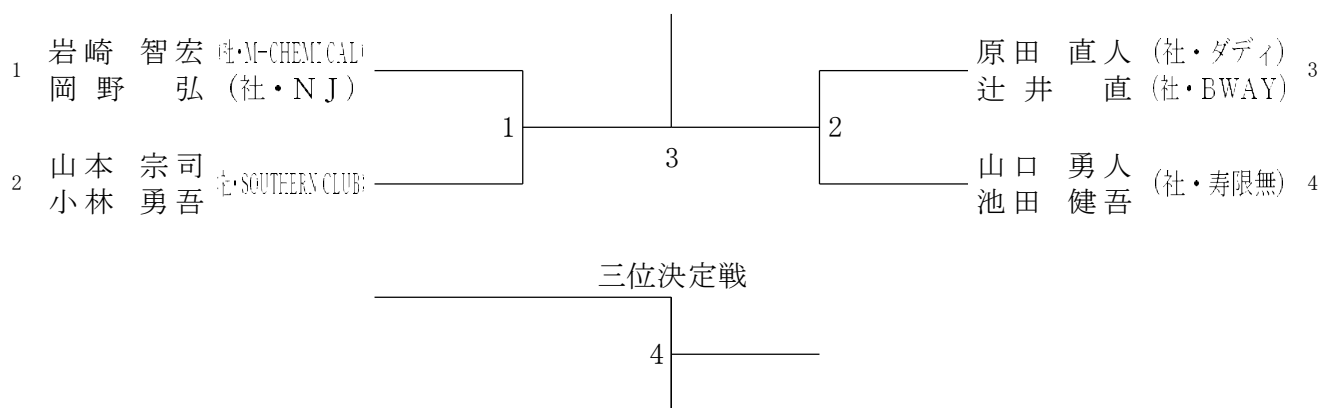 1 岩崎 智宏 (社・M-CHEMICAL)
岡野 弘 (社・NJ)
2 山本 宗司 (社・SOUTHERN CLUB)
小林 勇吾
1
3
2
原田 直人 (社・ダディ) 3
辻井 直 (社・BWAY)
山口 勇人 (社・寿限無) 4
池田 健吾
三位決定戦
4